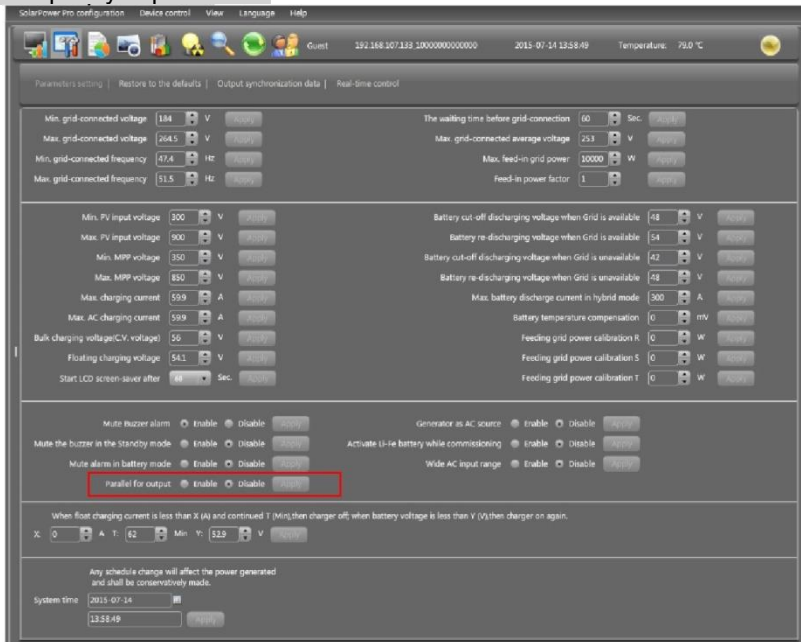 SolarPower Pro configuration Device control View Language Help
Guest 192.168.107.133_10000000000000 2015-07-14 13:58:49 Temperature: 79.0 ℃
Parameters setting | Restore to the defaults | Output synchronization data | Real-time control
Min. grid-connected voltage 184 V Apply The waiting time before grid-connection 60 Sec. Apply
Max. grid-connected voltage 264.5 V Apply Max. grid-connected average voltage 253 V Apply
Min. grid-connected frequency 47.4 Hz Apply Max. feed-in grid power 10000 W Apply
Max. grid-connected frequency 51.5 Hz Apply Feed-in power factor 1 Apply
Min. PV input voltage 300 V Apply Battery cut-off discharging voltage when Grid is available 48 V Apply
Max. PV input voltage 900 V Apply Battery re-discharging voltage when Grid is available 54 V Apply
Min. MPP voltage 350 V Apply Battery cut-off discharging voltage when Grid is unavailable 42 V Apply
Max. MPP voltage 850 V Apply Battery re-discharging voltage when Grid is unavailable 48 V Apply
Max. charging current 59.9 A Apply Max. battery discharge current in hybrid mode 300 A Apply
Max. AC charging current 59.9 A Apply Battery temperature compensation 0 mV Apply
Bulk charging voltage(C.V. voltage) 56 V Apply Feeding grid power calibration R 0 W Apply
Floating charging voltage 54.1 V Apply Feeding grid power calibration S 0 W Apply
Start LCD screen-saver after 60 Sec. Apply Feeding grid power calibration T 0 W Apply
Mute Buzzer alarm Enable Disable Apply Generator as AC source Enable Disable Apply
Mute the buzzer in the Standby mode Enable Disable Apply Activate Li-Fe battery while commissioning Enable Disable Apply
Mute alarm in battery mode Enable Disable Apply Wide AC input range Enable Disable Apply
Parallel for output Enable Disable Apply
When float charging current is less than X (A) and continued T (Min),then charger off; when battery voltage is less than Y (V),then charger on again.
X: 0 A T: 62 Min Y: 52.9 V Apply
Any schedule change will affect the power generated
and shall be conservatively made.
System time 2015-07-14
13:58:49 Apply